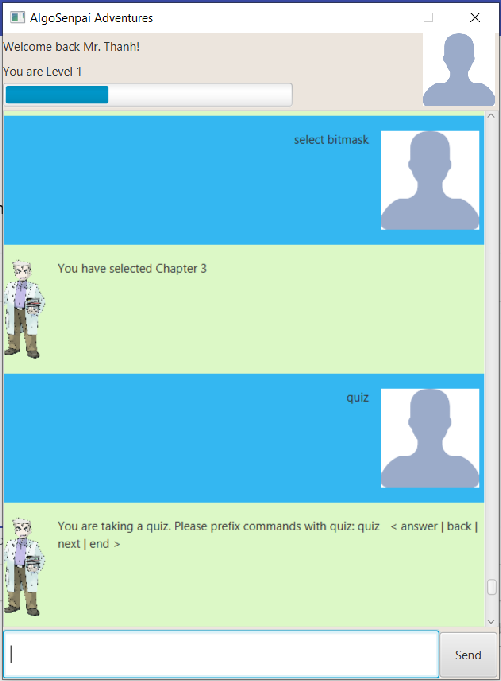 AlgoSenpai Adventures
Welcome back Mr. Thanh!
You are Level 1
select bitmask
You have selected Chapter 3
quiz
You are taking a quiz. Please prefix commands with quiz: quiz < answer | back |
next | end >
Send